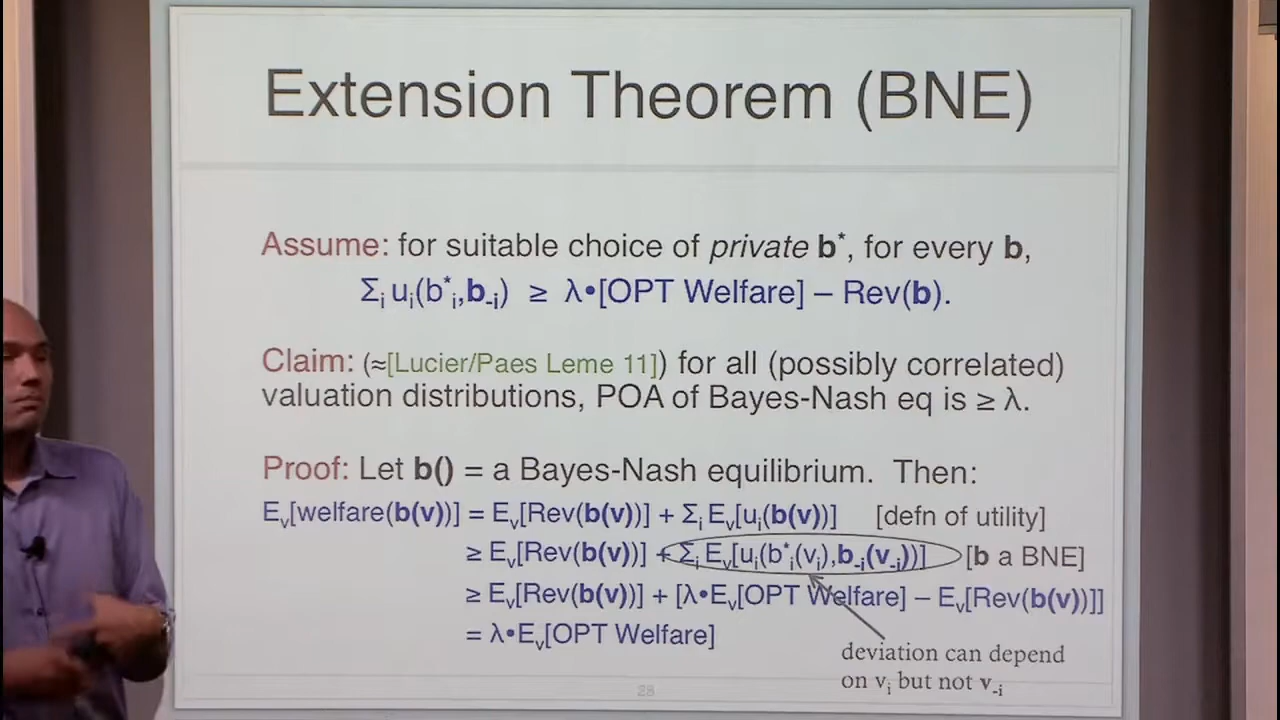 Extension Theorem (BNE)
Assume: for suitable choice of private b*, for every b,
Σi ui(b*i,b-i) ≥ λ•[OPT Welfare] – Rev(b).
Claim: (≈[Lucier/Paes Leme 11]) for all (possibly correlated)
valuation distributions, POA of Bayes-Nash eq is ≥ λ.
Proof: Let b() = a Bayes-Nash equilibrium. Then:
Ev[welfare(b(v))] = Ev[Rev(b(v))] + Σi Ev[ui(b(v))] [defn of utility]
≥ Ev[Rev(b(v))] + Σi Ev[ui(b*i(vi),b-i(v-i))] [b a BNE]
≥ Ev[Rev(b(v))] + [λ•Ev[OPT Welfare] – Ev[Rev(b(v))]]
= λ•Ev[OPT Welfare]
deviation can depend
on vi but not v-i
28